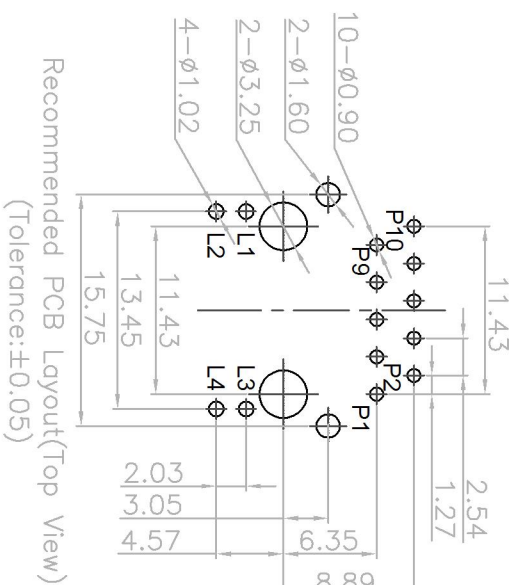 10-ø0.90
2-ø1.60
2-ø3.25
4-ø1.02
11.43
2.54
1.27
P10
P9
P2
P1
L1
L2
L3
L4
11.43
13.45
15.75
2.03
3.05
4.57
6.35
8.89
Recommended PCB Layout(Top View)
(Tolerance:±0.05)